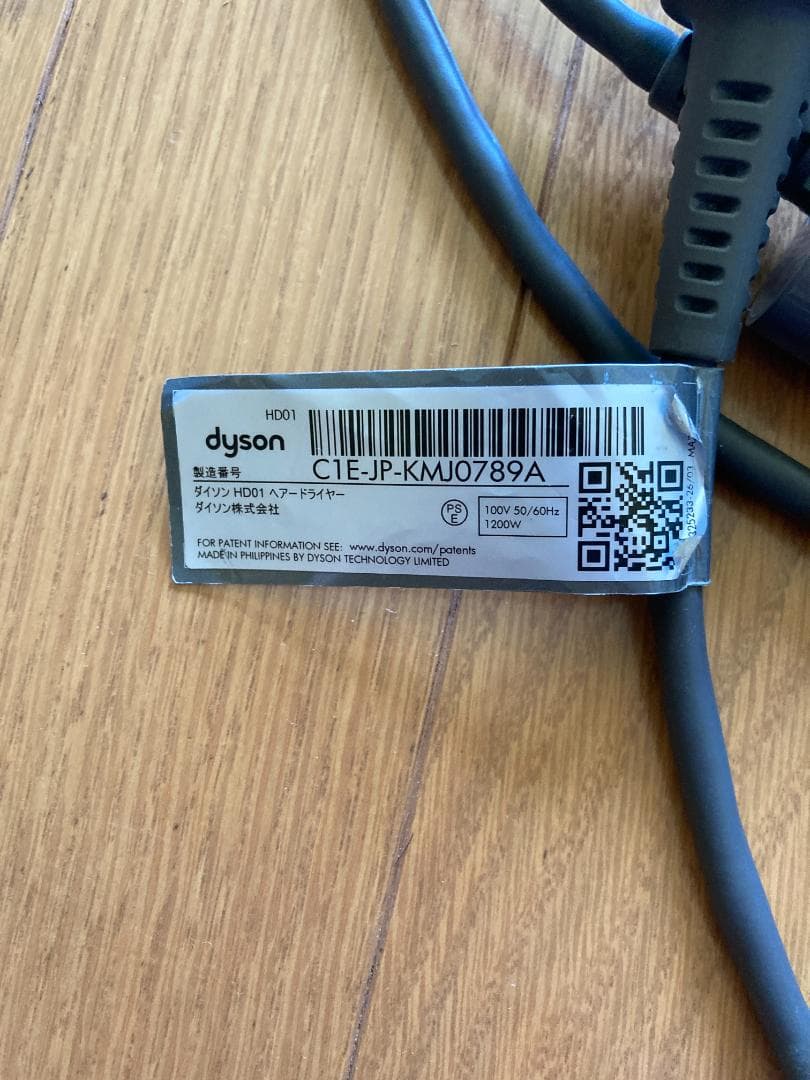 HD01
dyson
製造番号 C1E-JP-KMJ0789A
ダイソン HD01 ヘアードライヤー
ダイソン株式会社
PS
E
100V 50/60Hz
1200W
FOR PATENT INFORMATION SEE: www.dyson.com/patents
MADE IN PHILIPPINES BY DYSON TECHNOLOGY LIMITED